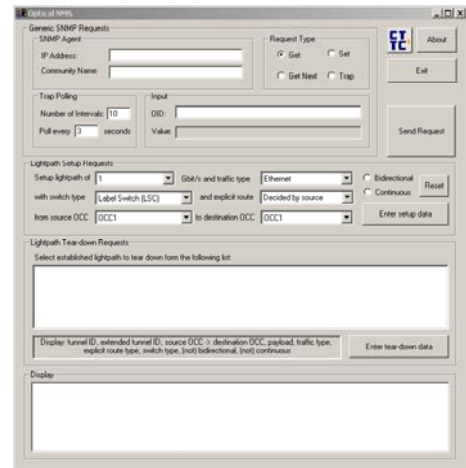 Optical NMS
Generic SNMP Requests
SNMP Agent
IP Address:
Community Name:
Request Type
Get
Set
Get Next
Trap
CT
TC
About
Exit
Trap Polling
Number of Intervals: 10
Poll every 3 seconds
Input
OID:
Value:
Send Request
Lightpath Setup Requests
Setup lightpath of 1 Gbit/s and traffic type Ethernet
with switch type Label Switch (LSC) and explicit route Decided by source
from source OCC OCC1 to destination OCC OCC1
Bidirectional
Continuous
Reset
Enter setup data
Lightpath Tear-down Requests
Select established lightpath to tear down form the following list:
Display: tunnel ID, extended tunnel ID, source OCC -> destination OCC, payload, traffic type,
explicit route type, switch type, (not) bidirectional, (not) continuous
Enter tear-down data
Display